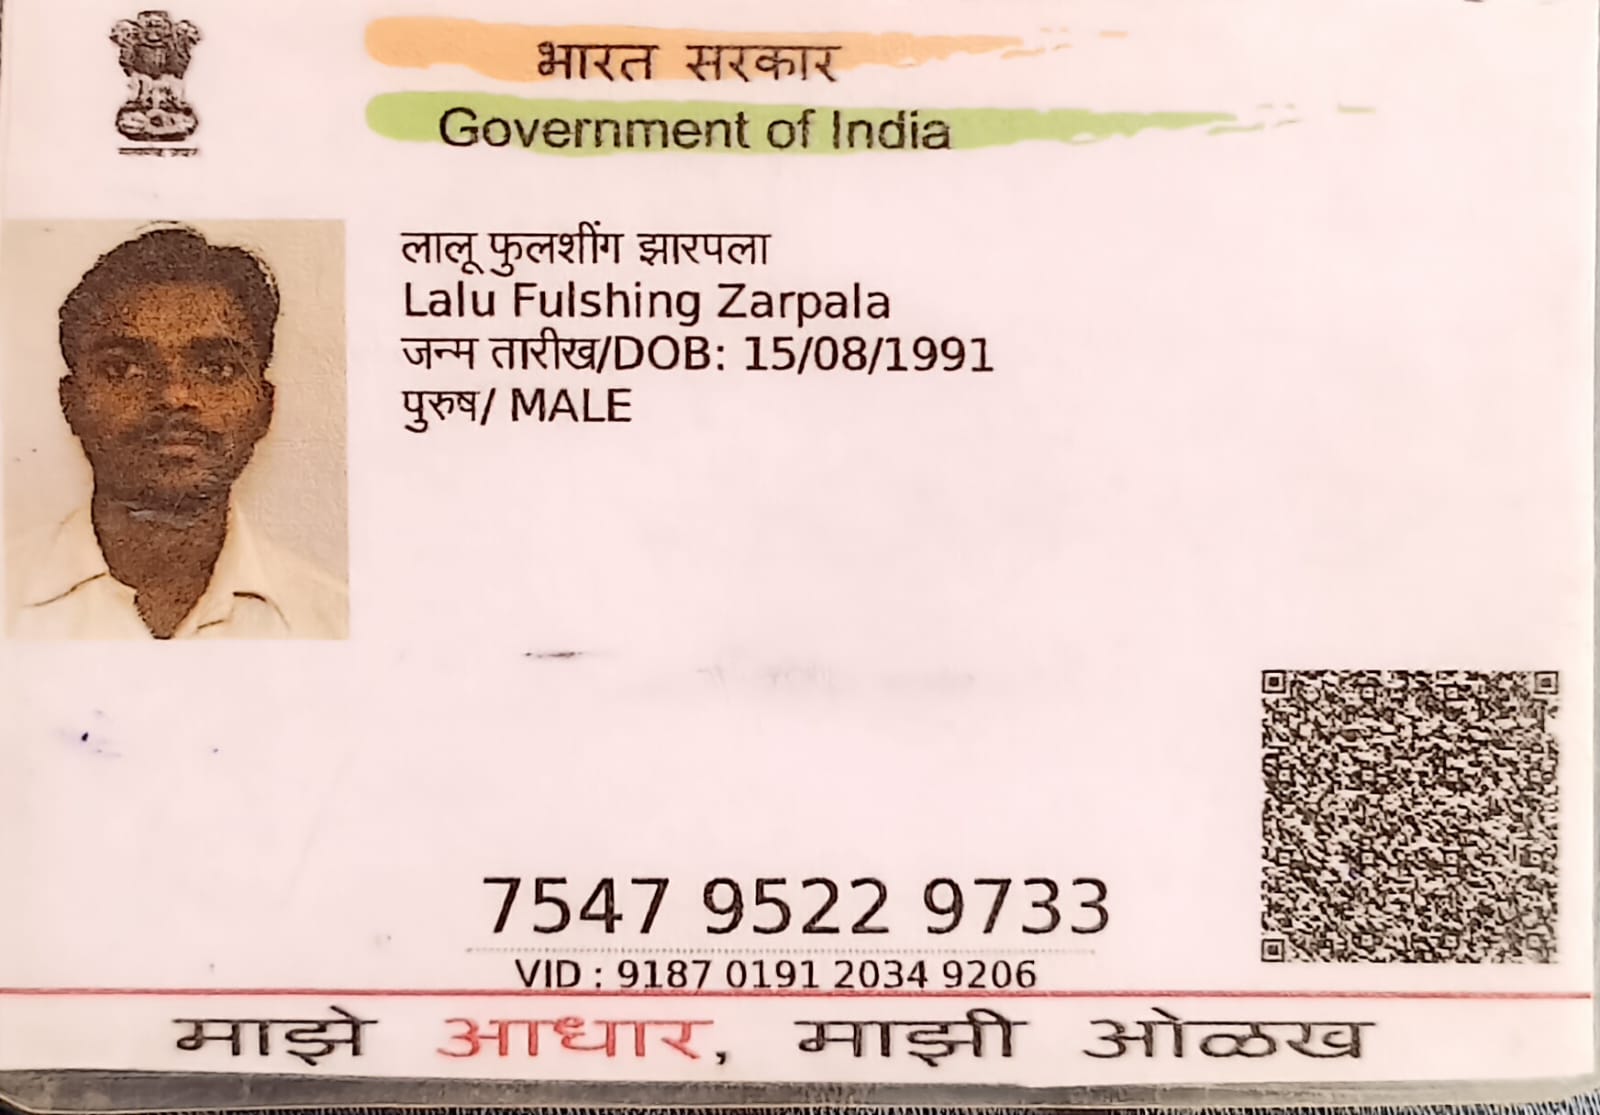 भारत सरकार
Government of India
लालू फुलशींग झारपला
Lalu Fulshing Zarpala
जन्म तारीख/DOB: 15/08/1991
पुरुष/ MALE
7547 9522 9733
VID : 9187 0191 2034 9206
माझे आधार, माझी ओळख